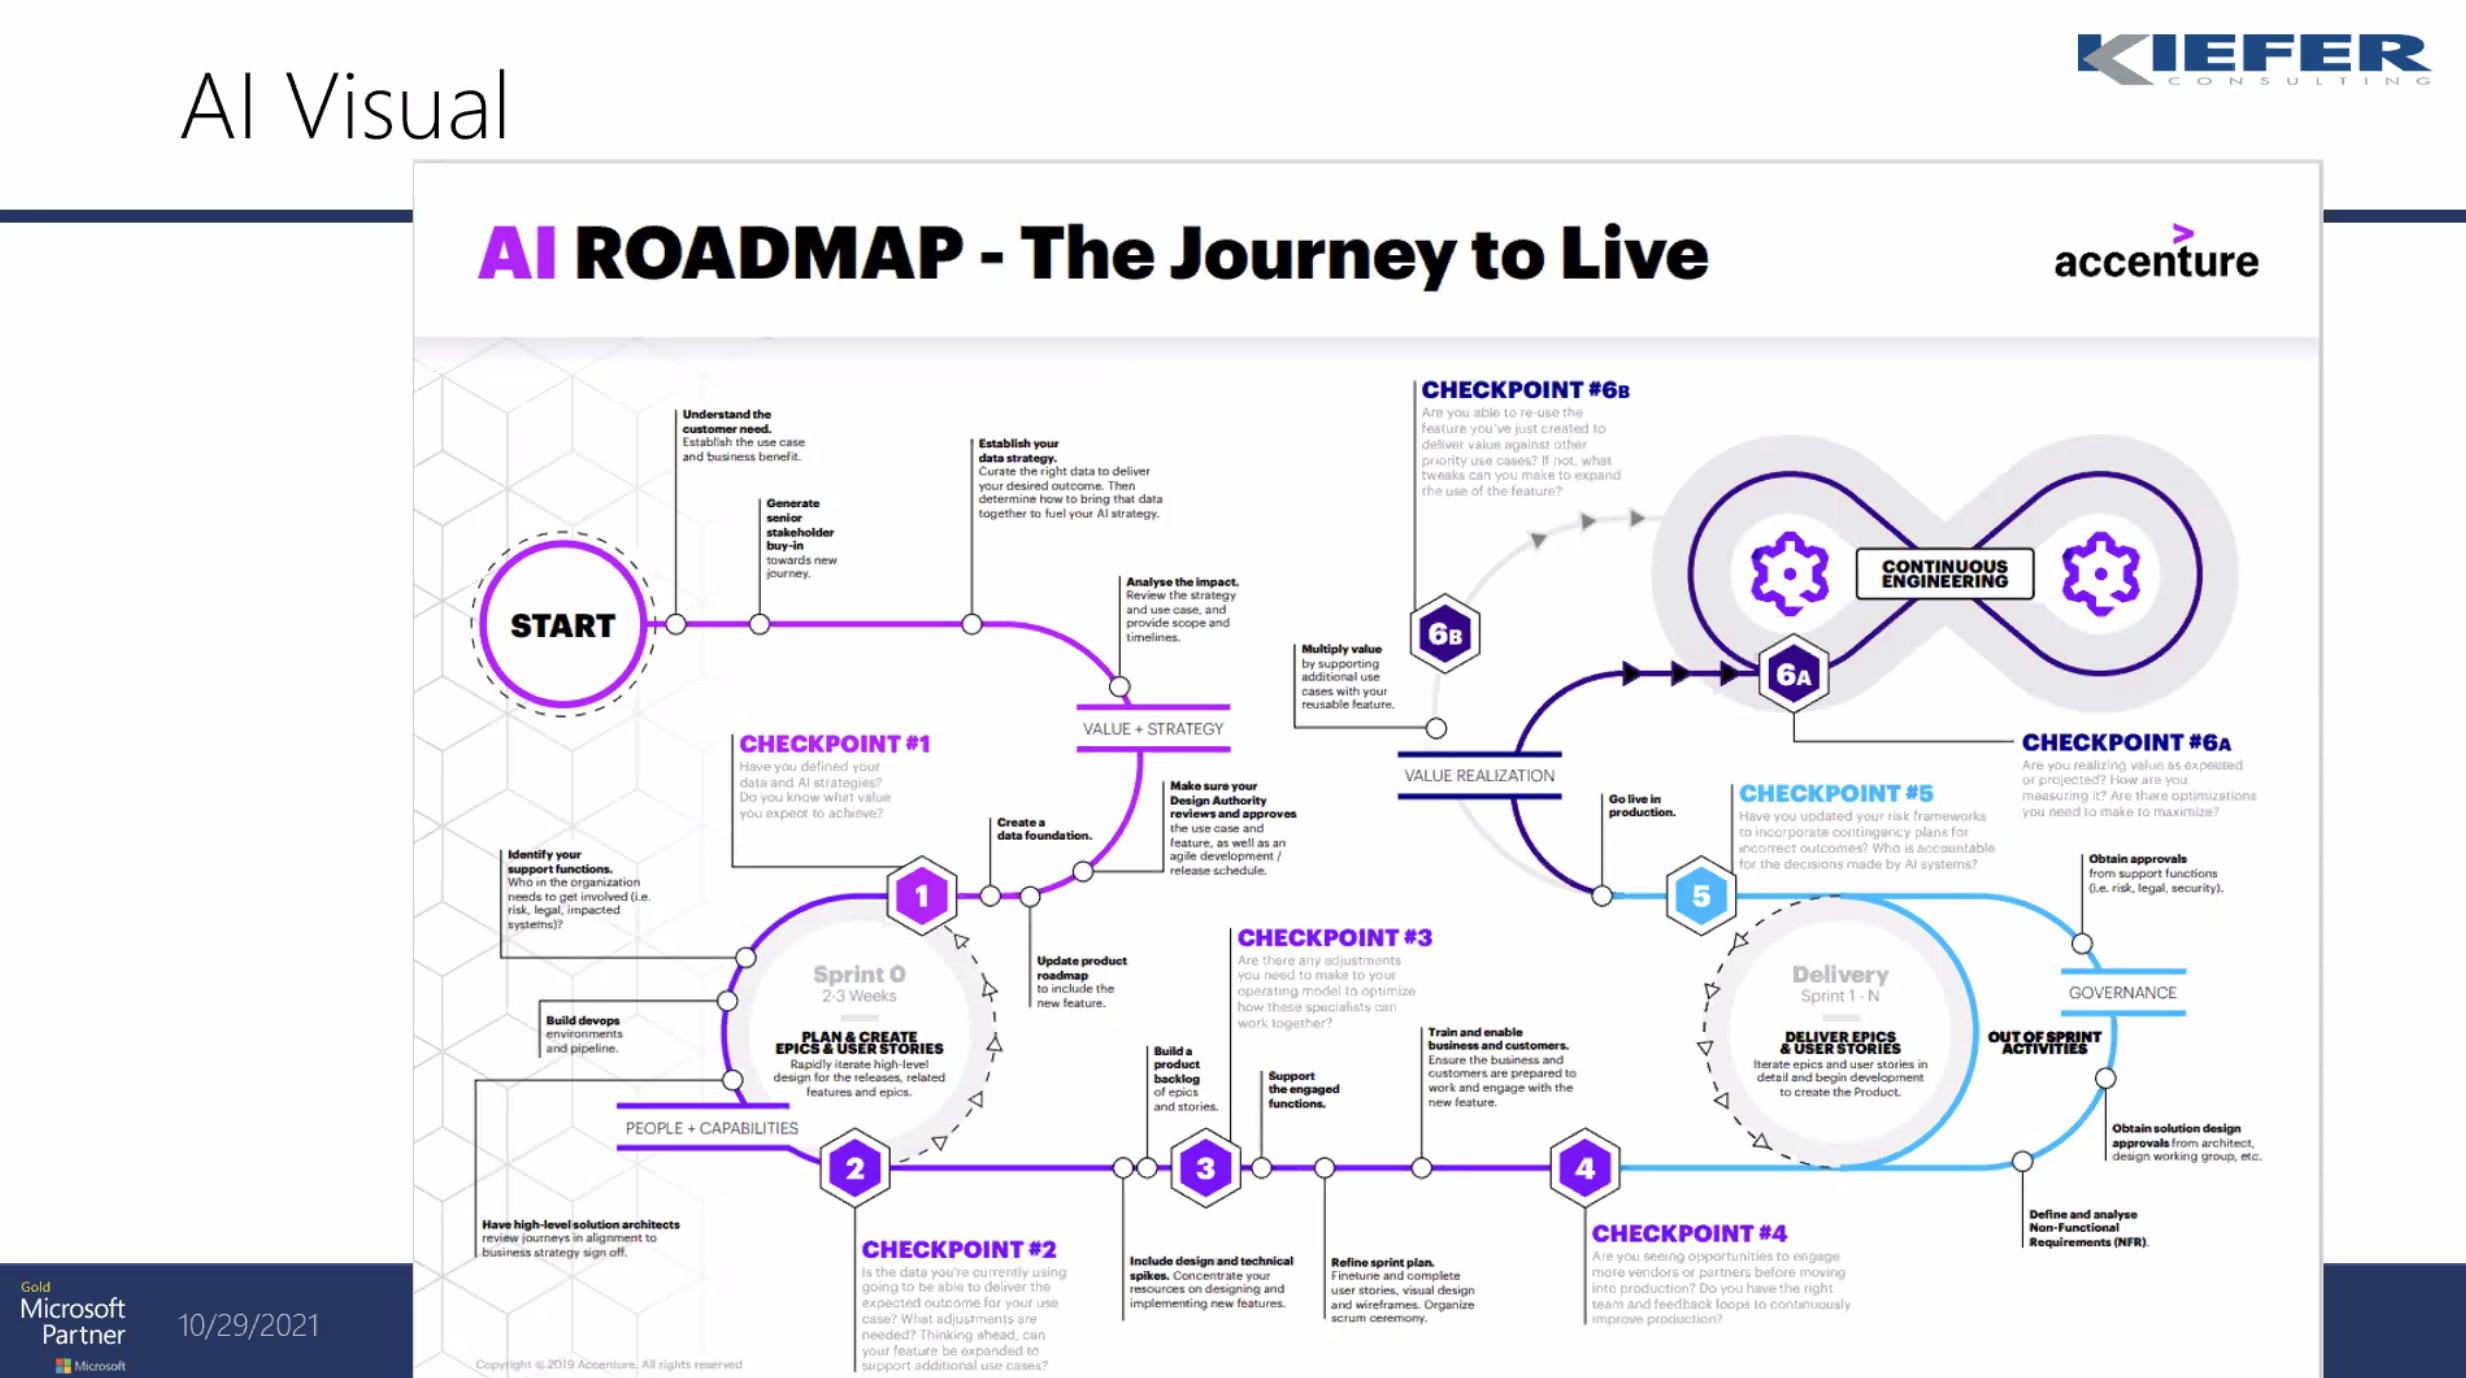 AI Visual
KIEFER
CONSULTING
AI ROADMAP - The Journey to Live
accenture
Understand the
customer need.
Establish the use case
and business benefit.
Generate
senior
stakeholder
buy-in
towards new
journey.
Establish your
data strategy.
Curate the right data to deliver
your desired outcome. Then
determine how to bring that data
together to fuel your AI strategy.
Analyse the impact.
Review the strategy
and use case, and
provide scope and
timelines.
START
VALUE + STRATEGY
CHECKPOINT #1
Have you defined your
data and AI strategies?
Do you know what value
you expect to achieve?
Make sure your
Design Authority
reviews and approves
the use case and
feature, as well as an
agile development /
release schedule.
Create a
data foundation.
1
Update product
roadmap
to include the
new feature.
Identify your
support functions.
Who in the organization
needs to get involved (i.e.
risk, legal, impacted
systems)?
Build devops
environments
and pipeline.
Sprint 0
2-3 Weeks
PLAN & CREATE
EPICS & USER STORIES
Rapidly iterate high-level
design for the releases, related
features and epics.
PEOPLE + CAPABILITIES
Have high-level solution architects
review journeys in alignment to
business strategy sign off.
2
CHECKPOINT #2
Is the data you're currently using
going to be able to deliver the
expected outcome for your use
case? What adjustments are
needed? Thinking ahead, can
your feature be expanded to
support additional use cases?
Build a
product
backlog
of epics
and stories.
Include design and technical
spikes. Concentrate your
resources on designing and
implementing new features.
3
CHECKPOINT #3
Are there any adjustments
you need to make to your
operating model to optimize
how these specialists can
work together?
Support
the engaged
functions.
Refine sprint plan.
Finetune and complete
user stories, visual design
and wireframes. Organize
scrum ceremony.
Train and enable
business and customers.
Ensure the business and
customers are prepared to
work and engage with the
new feature.
4
CHECKPOINT #4
Are you seeing opportunities to engage
more vendors or partners before moving
into production? Do you have the right
team and feedback loops to continuously
improve production?
Delivery
Sprint 1 - N
DELIVER EPICS
& USER STORIES
Iterate epics and user stories in
detail and begin development
to create the Product.
OUT OF SPRINT
ACTIVITIES
Define and analyse
Non-Functional
Requirements (NFR).
Obtain solution design
approvals from architect,
design working group, etc.
GOVERNANCE
Obtain approvals
from support functions
(i.e. risk, legal, security).
5
CHECKPOINT #5
Have you updated your risk frameworks
to incorporate contingency plans for
incorrect outcomes? Who is accountable
for the decisions made by AI systems?
Go live in
production.
VALUE REALIZATION
Multiply value
by supporting
additional use
cases with your
reusable feature.
6B
CHECKPOINT #6B
Are you able to re-use the
feature you've just created to
deliver value against other
priority use cases? If not, what
tweaks can you make to expand
the use of the feature?
CONTINUOUS
ENGINEERING
6A
CHECKPOINT #6A
Are you realizing value as expected
or projected? How are you
measuring it? Are there optimizations
you need to make to maximize?
Copyright © 2019 Accenture. All rights reserved
Gold
Microsoft
Partner
Microsoft
10/29/2021